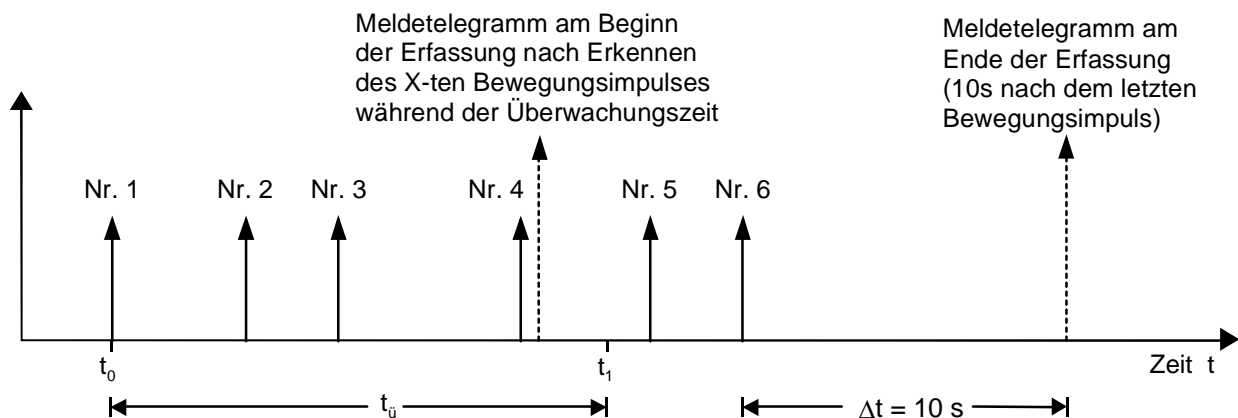 Meldetelegramm am Beginn
der Erfassung nach Erkennen
des X-ten Bewegungsimpulses
während der Überwachungszeit
Meldetelegramm am
Ende der Erfassung
(10s nach dem letzten
Bewegungsimpuls)
Nr. 1
Nr. 2
Nr. 3
Nr. 4
Nr. 5
Nr. 6
t₀
t₁
Zeit t
tü
Δt = 10 s